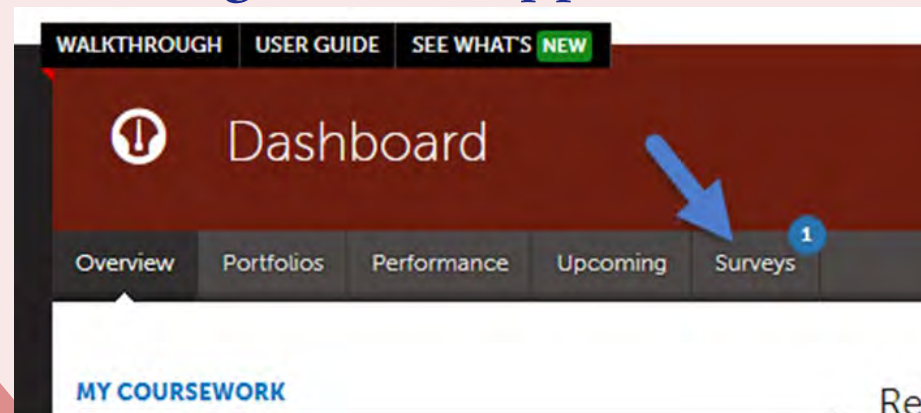 WALKTHROUGH USER GUIDE SEE WHAT'S NEW
Dashboard
1
Overview Portfolios Performance Upcoming Surveys
MY COURSEWORK